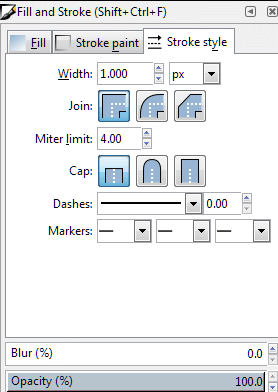 Fill and Stroke (Shift+Ctrl+F)
Fill Stroke paint Stroke style
Width: 1.000 px
Join:
Miter limit: 4.00
Cap:
Dashes: 0.00
Markers:
Blur (%) 0.0
Opacity (%) 100.0